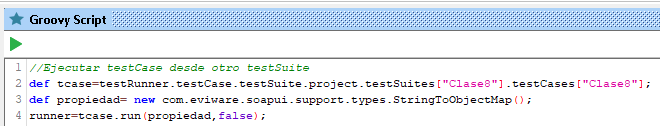 Groovy Script
1 //Ejecutar testCase desde otro testSuite
2 def tcase=testRunner.testCase.testSuite.project.testSuites["Clase8"].testCases["Clase8"];
3 def propiedad= new com.eviware.soapui.support.types.StringToObjectMap();
4 runner=tcase.run(propiedad,false);